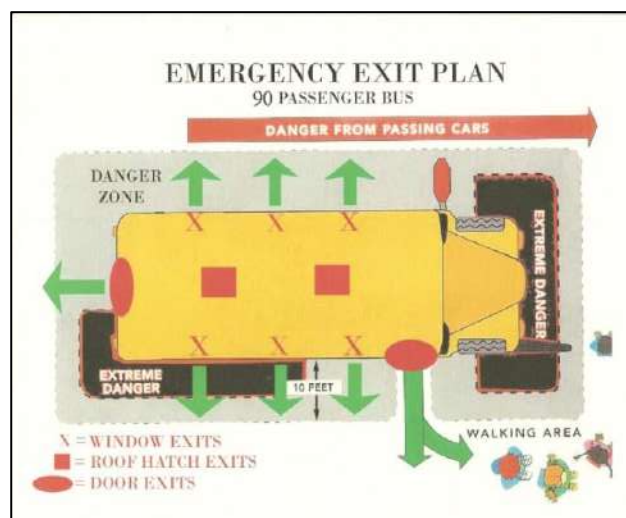 EMERGENCY EXIT PLAN
90 PASSENGER BUS
DANGER FROM PASSING CARS
DANGER
ZONE
X X X
EXTREME DANGER
X X X
EXTREME
DANGER
10 FEET
WALKING AREA
X = WINDOW EXITS
= ROOF HATCH EXITS
= DOOR EXITS